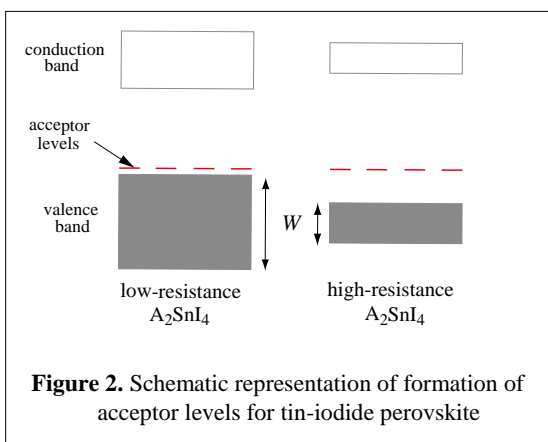 conduction
band
acceptor
levels
valence
band
W
low-resistance
A₂SnI₄
high-resistance
A₂SnI₄
Figure 2. Schematic representation of formation of
acceptor levels for tin-iodide perovskite